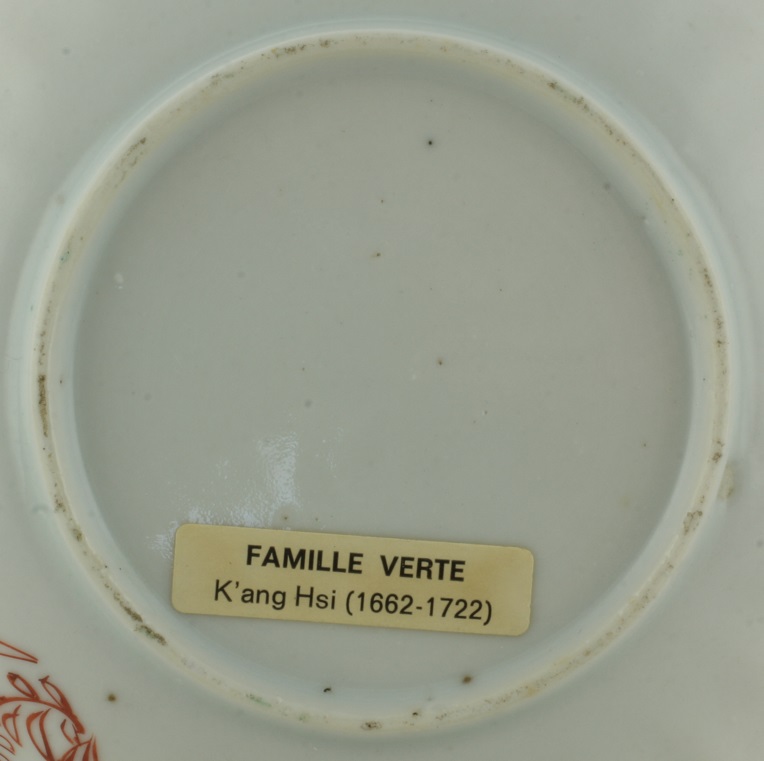 FAMILLE VERTE
K'ang Hsi (1662-1722)